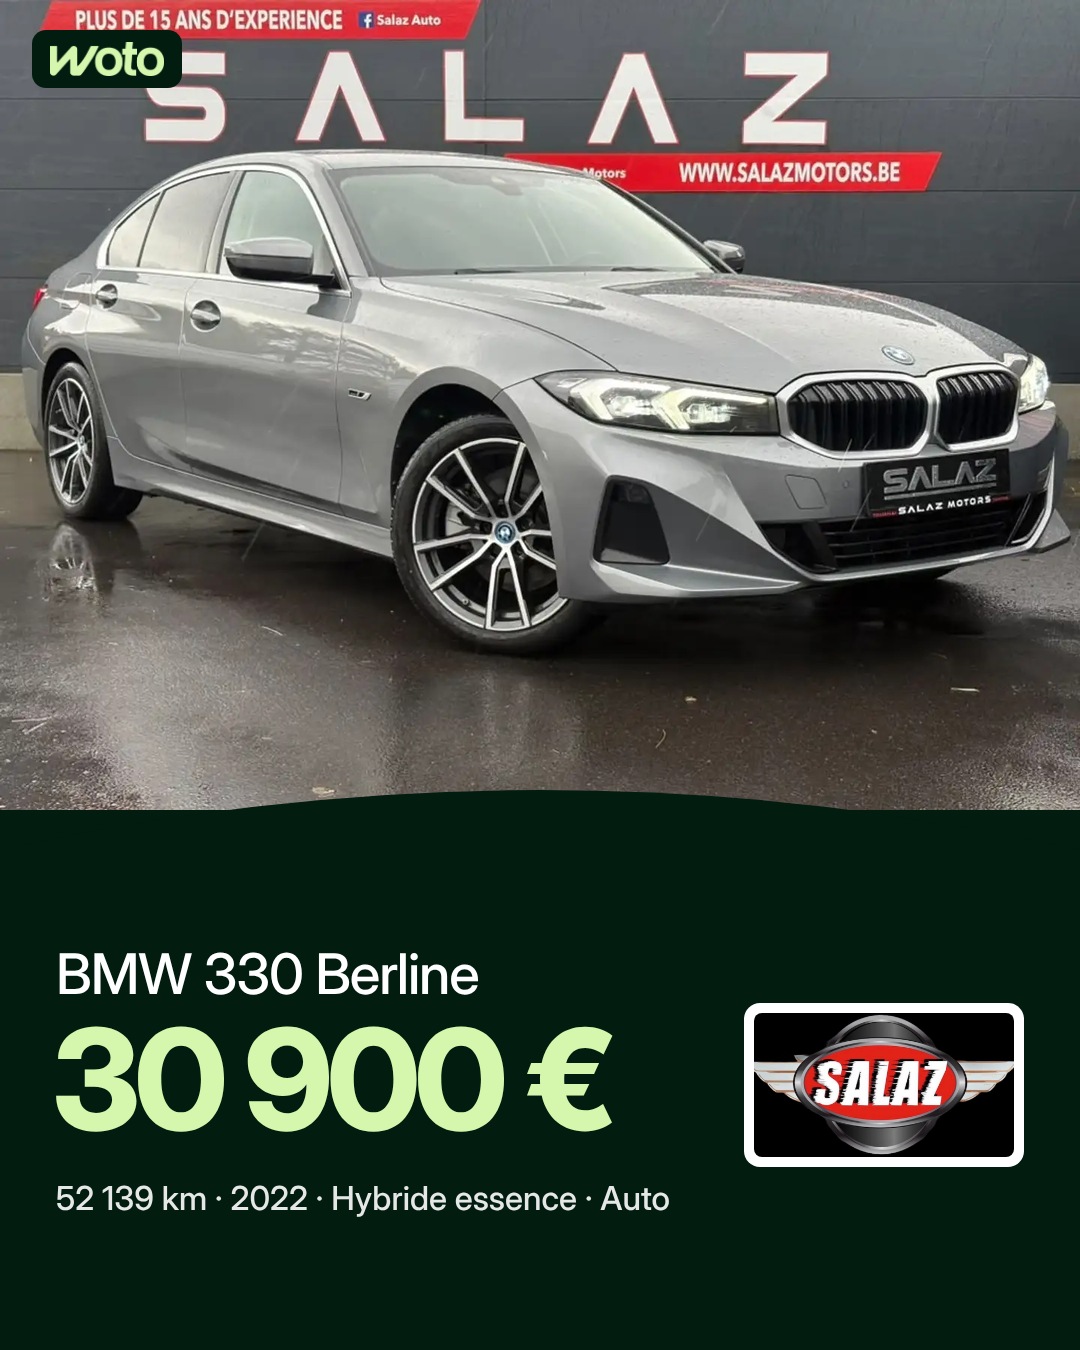 PLUS DE 15 ANS D'EXPERIENCE Salaz Auto
woto
SALAZ
Motors WWW.SALAZMOTORS.BE
SALAZ
SALAZ MOTORS
BMW 330 Berline
30 900 €
SALAZ
52 139 km · 2022 · Hybride essence · Auto